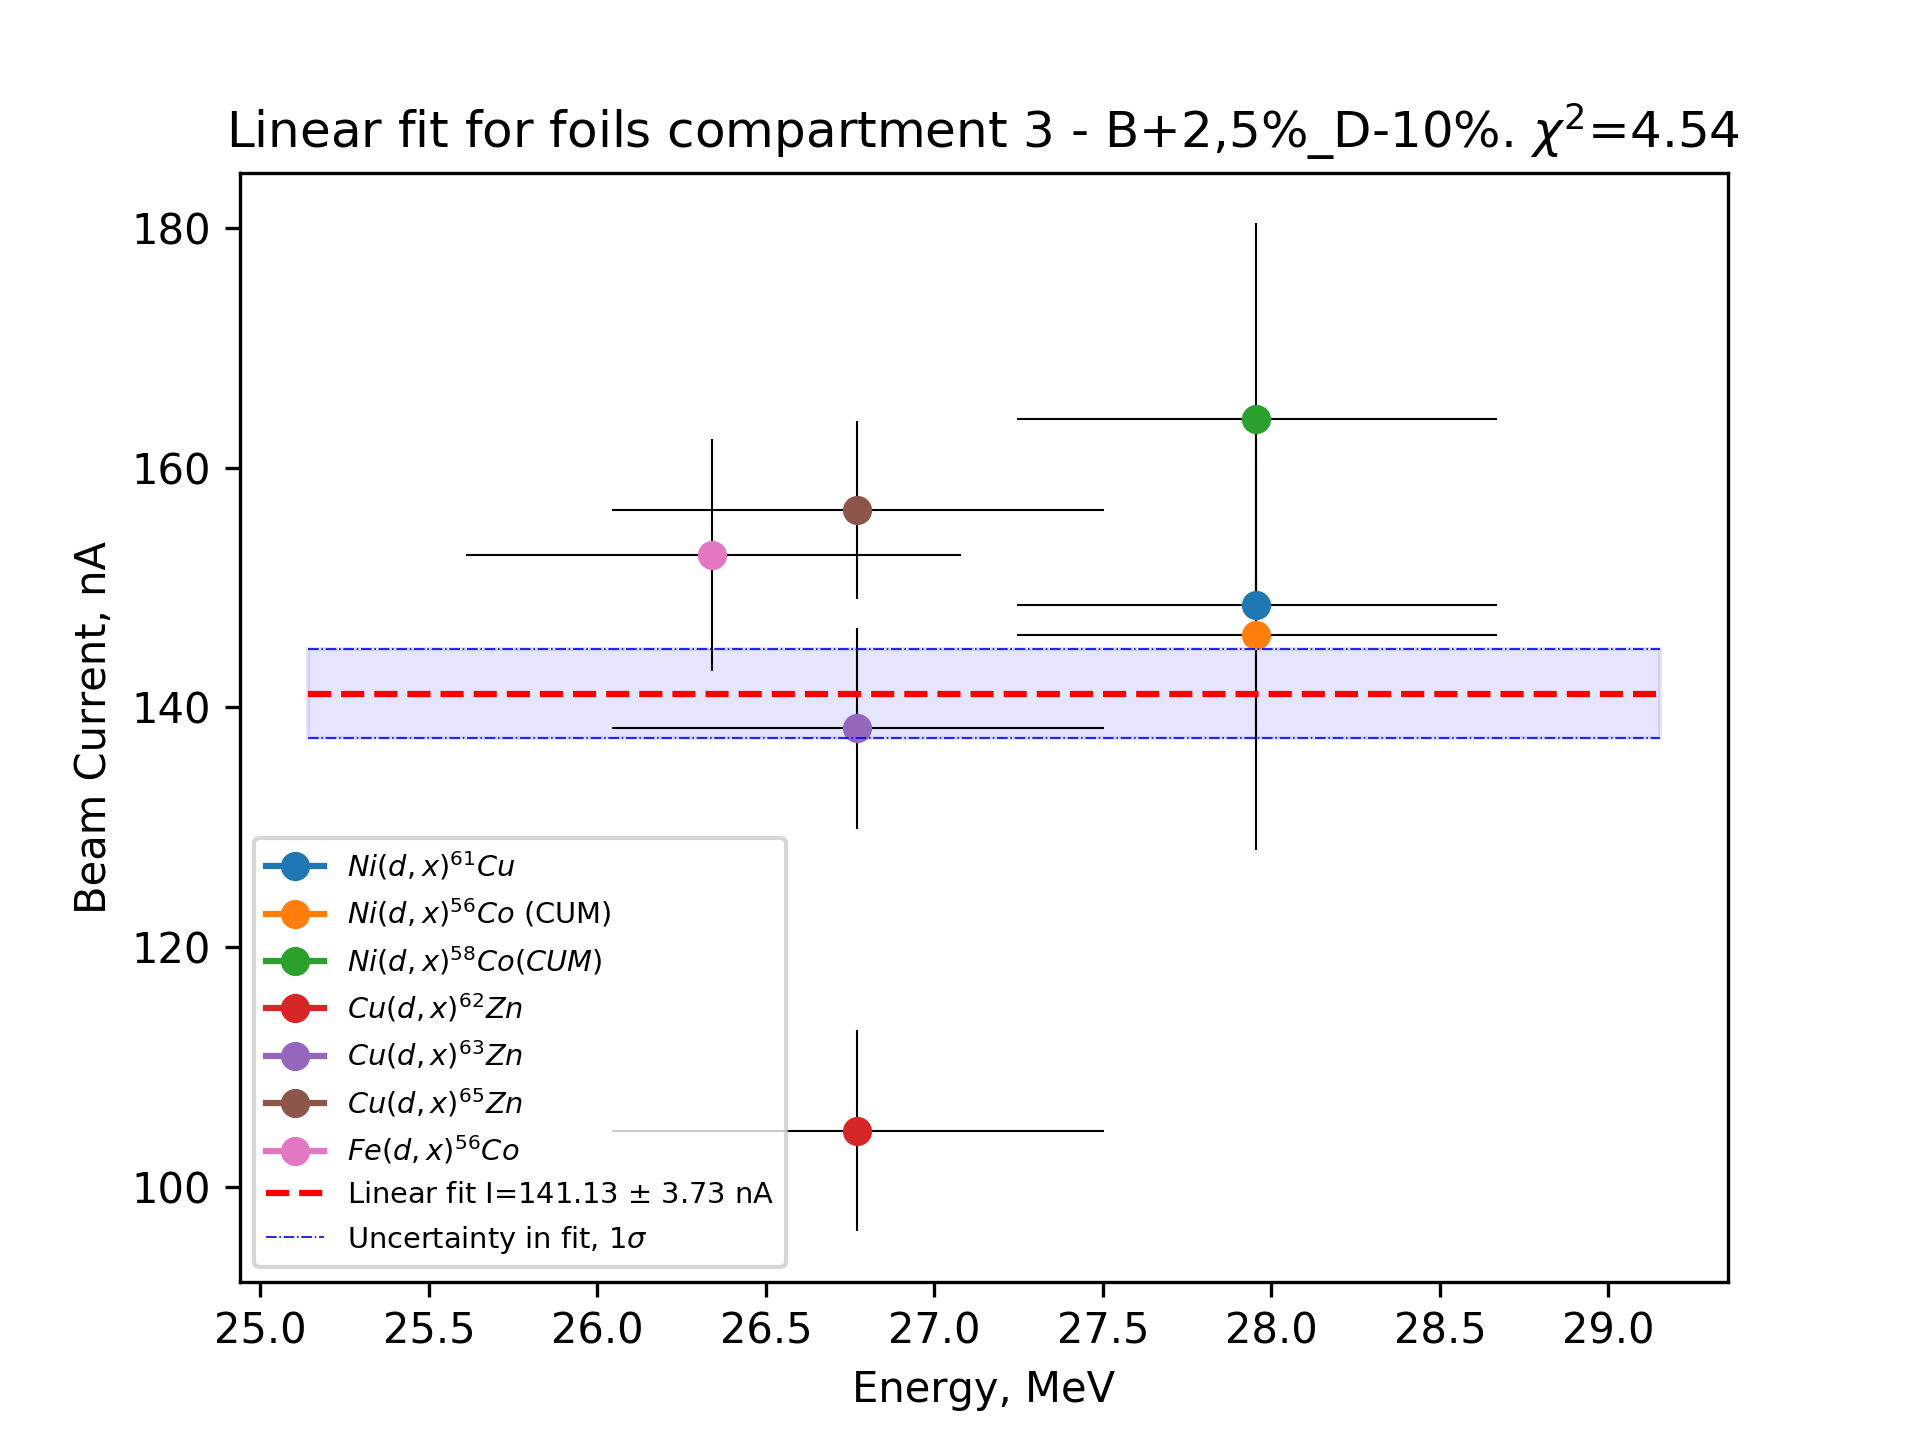 Linear fit for foils compartment 3 - B+2,5%_D-10%. χ²=4.54
Beam Current, nA
180
160
140
120
100
Ni(d,x)⁶¹Cu
Ni(d,x)⁵⁶Co (CUM)
Ni(d,x)⁵⁸Co(CUM)
Cu(d,x)⁶²Zn
Cu(d,x)⁶³Zn
Cu(d,x)⁶⁵Zn
Fe(d,x)⁵⁶Co
Linear fit I=141.13 ± 3.73 nA
Uncertainty in fit, 1σ
25.0 25.5 26.0 26.5 27.0 27.5 28.0 28.5 29.0
Energy, MeV